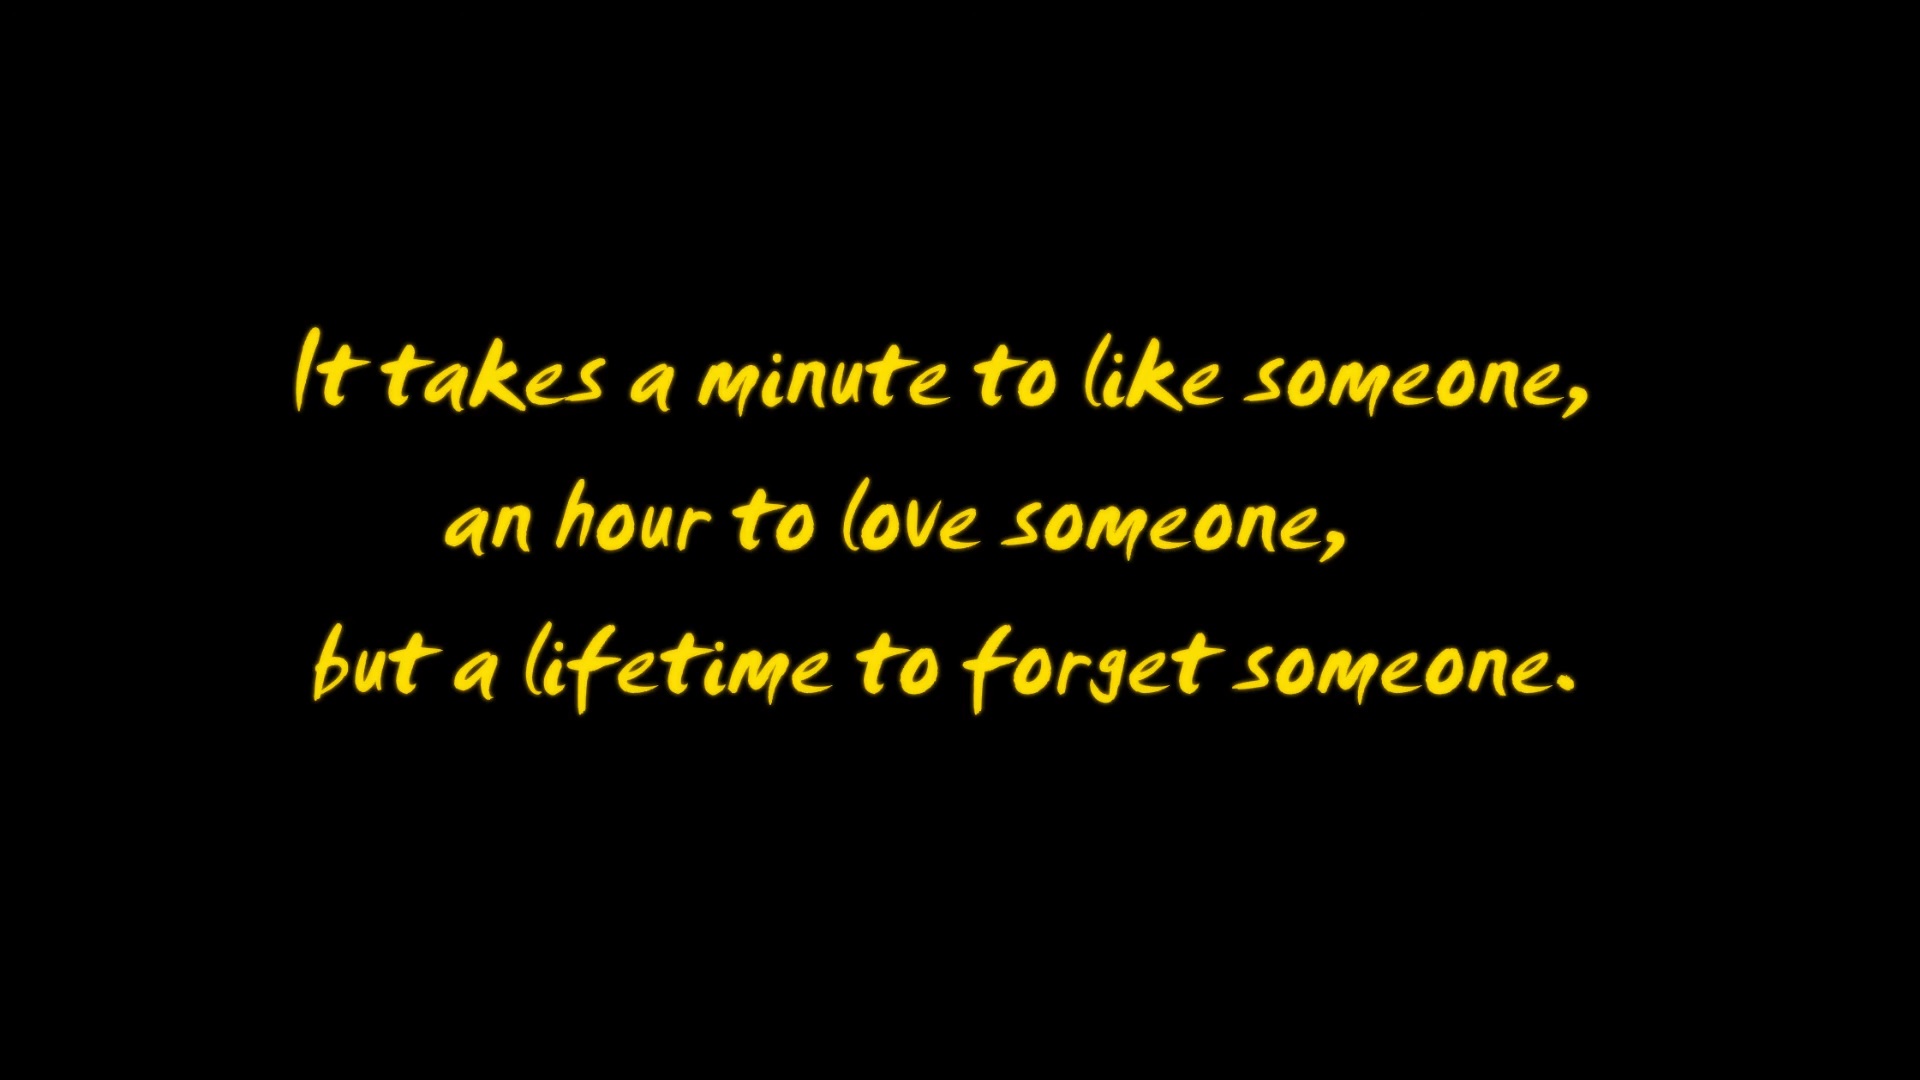 It takes a minute to like someone,
an hour to love someone,
but a lifetime to forget someone.